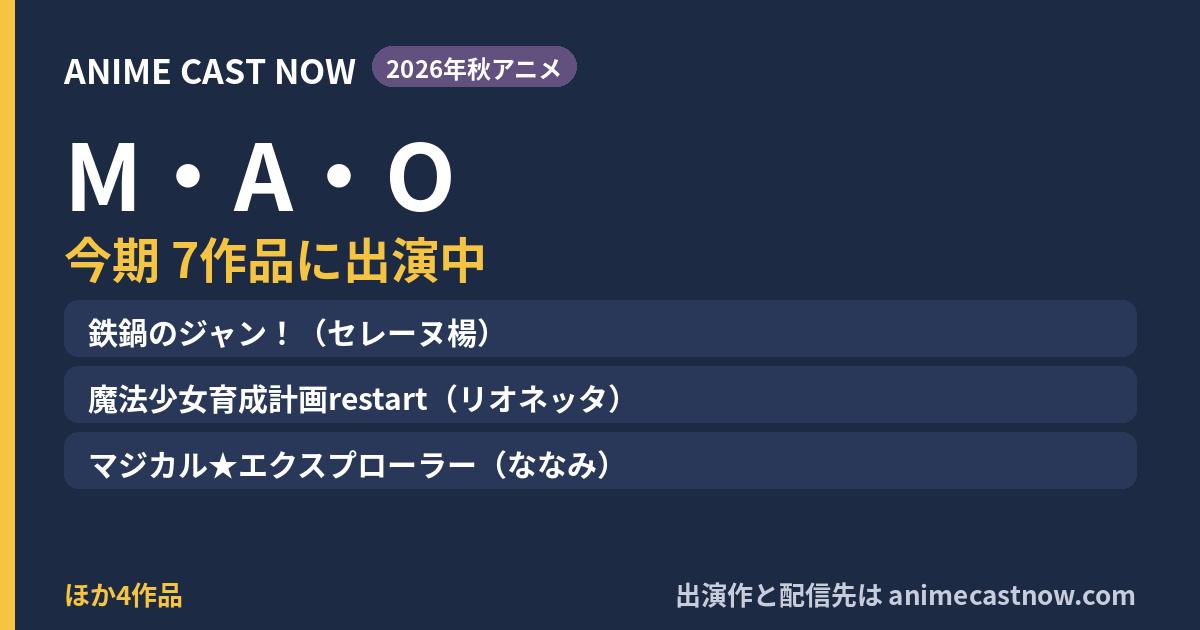 ANIME CAST NOW 2026年秋アニメ
M・A・O
今期 7作品に出演中
鉄鍋のジャン！（セレーヌ楊）
魔法少女育成計画restart（リオネッタ）
マジカル★エクスプローラー（ななみ）
ほか4作品
出演作と配信先は animecastnow.com